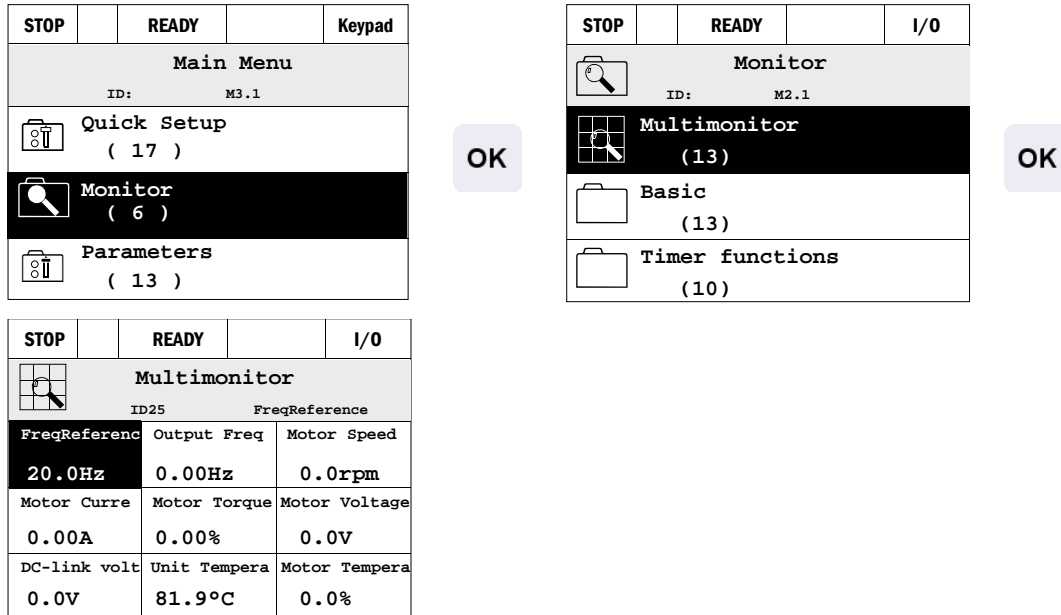 STOP READY Keypad
Main Menu
ID: M3.1
Quick Setup
( 17 )
Monitor
( 6 )
Parameters
( 13 )
OK
STOP READY I/O
Monitor
ID: M2.1
Multimonitor
(13)
Basic
(13)
Timer functions
(10)
OK
STOP READY I/O
Multimonitor
ID25 FreqReference
FreqReferenc Output Freq Motor Speed
20.0Hz 0.00Hz 0.0rpm
Motor Curre Motor Torque Motor Voltage
0.00A 0.00% 0.0V
DC-link volt Unit Tempera Motor Tempera
0.0V 81.9°C 0.0%